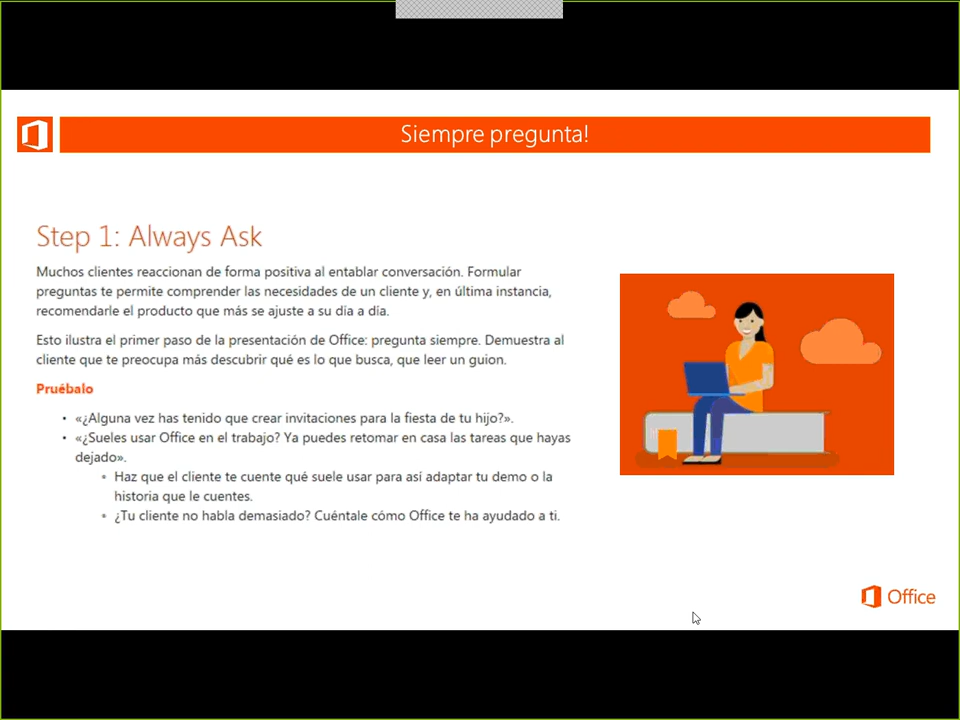 Siempre pregunta!
Step 1: Always Ask
Muchos clientes reaccionan de forma positiva al entablar conversación. Formular
preguntas te permite comprender las necesidades de un cliente y, en última instancia,
recomendarle el producto que más se ajuste a su día a día.
Esto ilustra el primer paso de la presentación de Office: pregunta siempre. Demuestra al
cliente que te preocupa más descubrir qué es lo que busca, que leer un guion.
Pruébalo
• «¿Alguna vez has tenido que crear invitaciones para la fiesta de tu hijo?».
• «¿Sueles usar Office en el trabajo? Ya puedes retomar en casa las tareas que hayas
dejado».
• Haz que el cliente te cuente qué suele usar para así adaptar tu demo o la
historia que le cuentes.
• ¿Tu cliente no habla demasiado? Cuéntale cómo Office te ha ayudado a ti.
Office